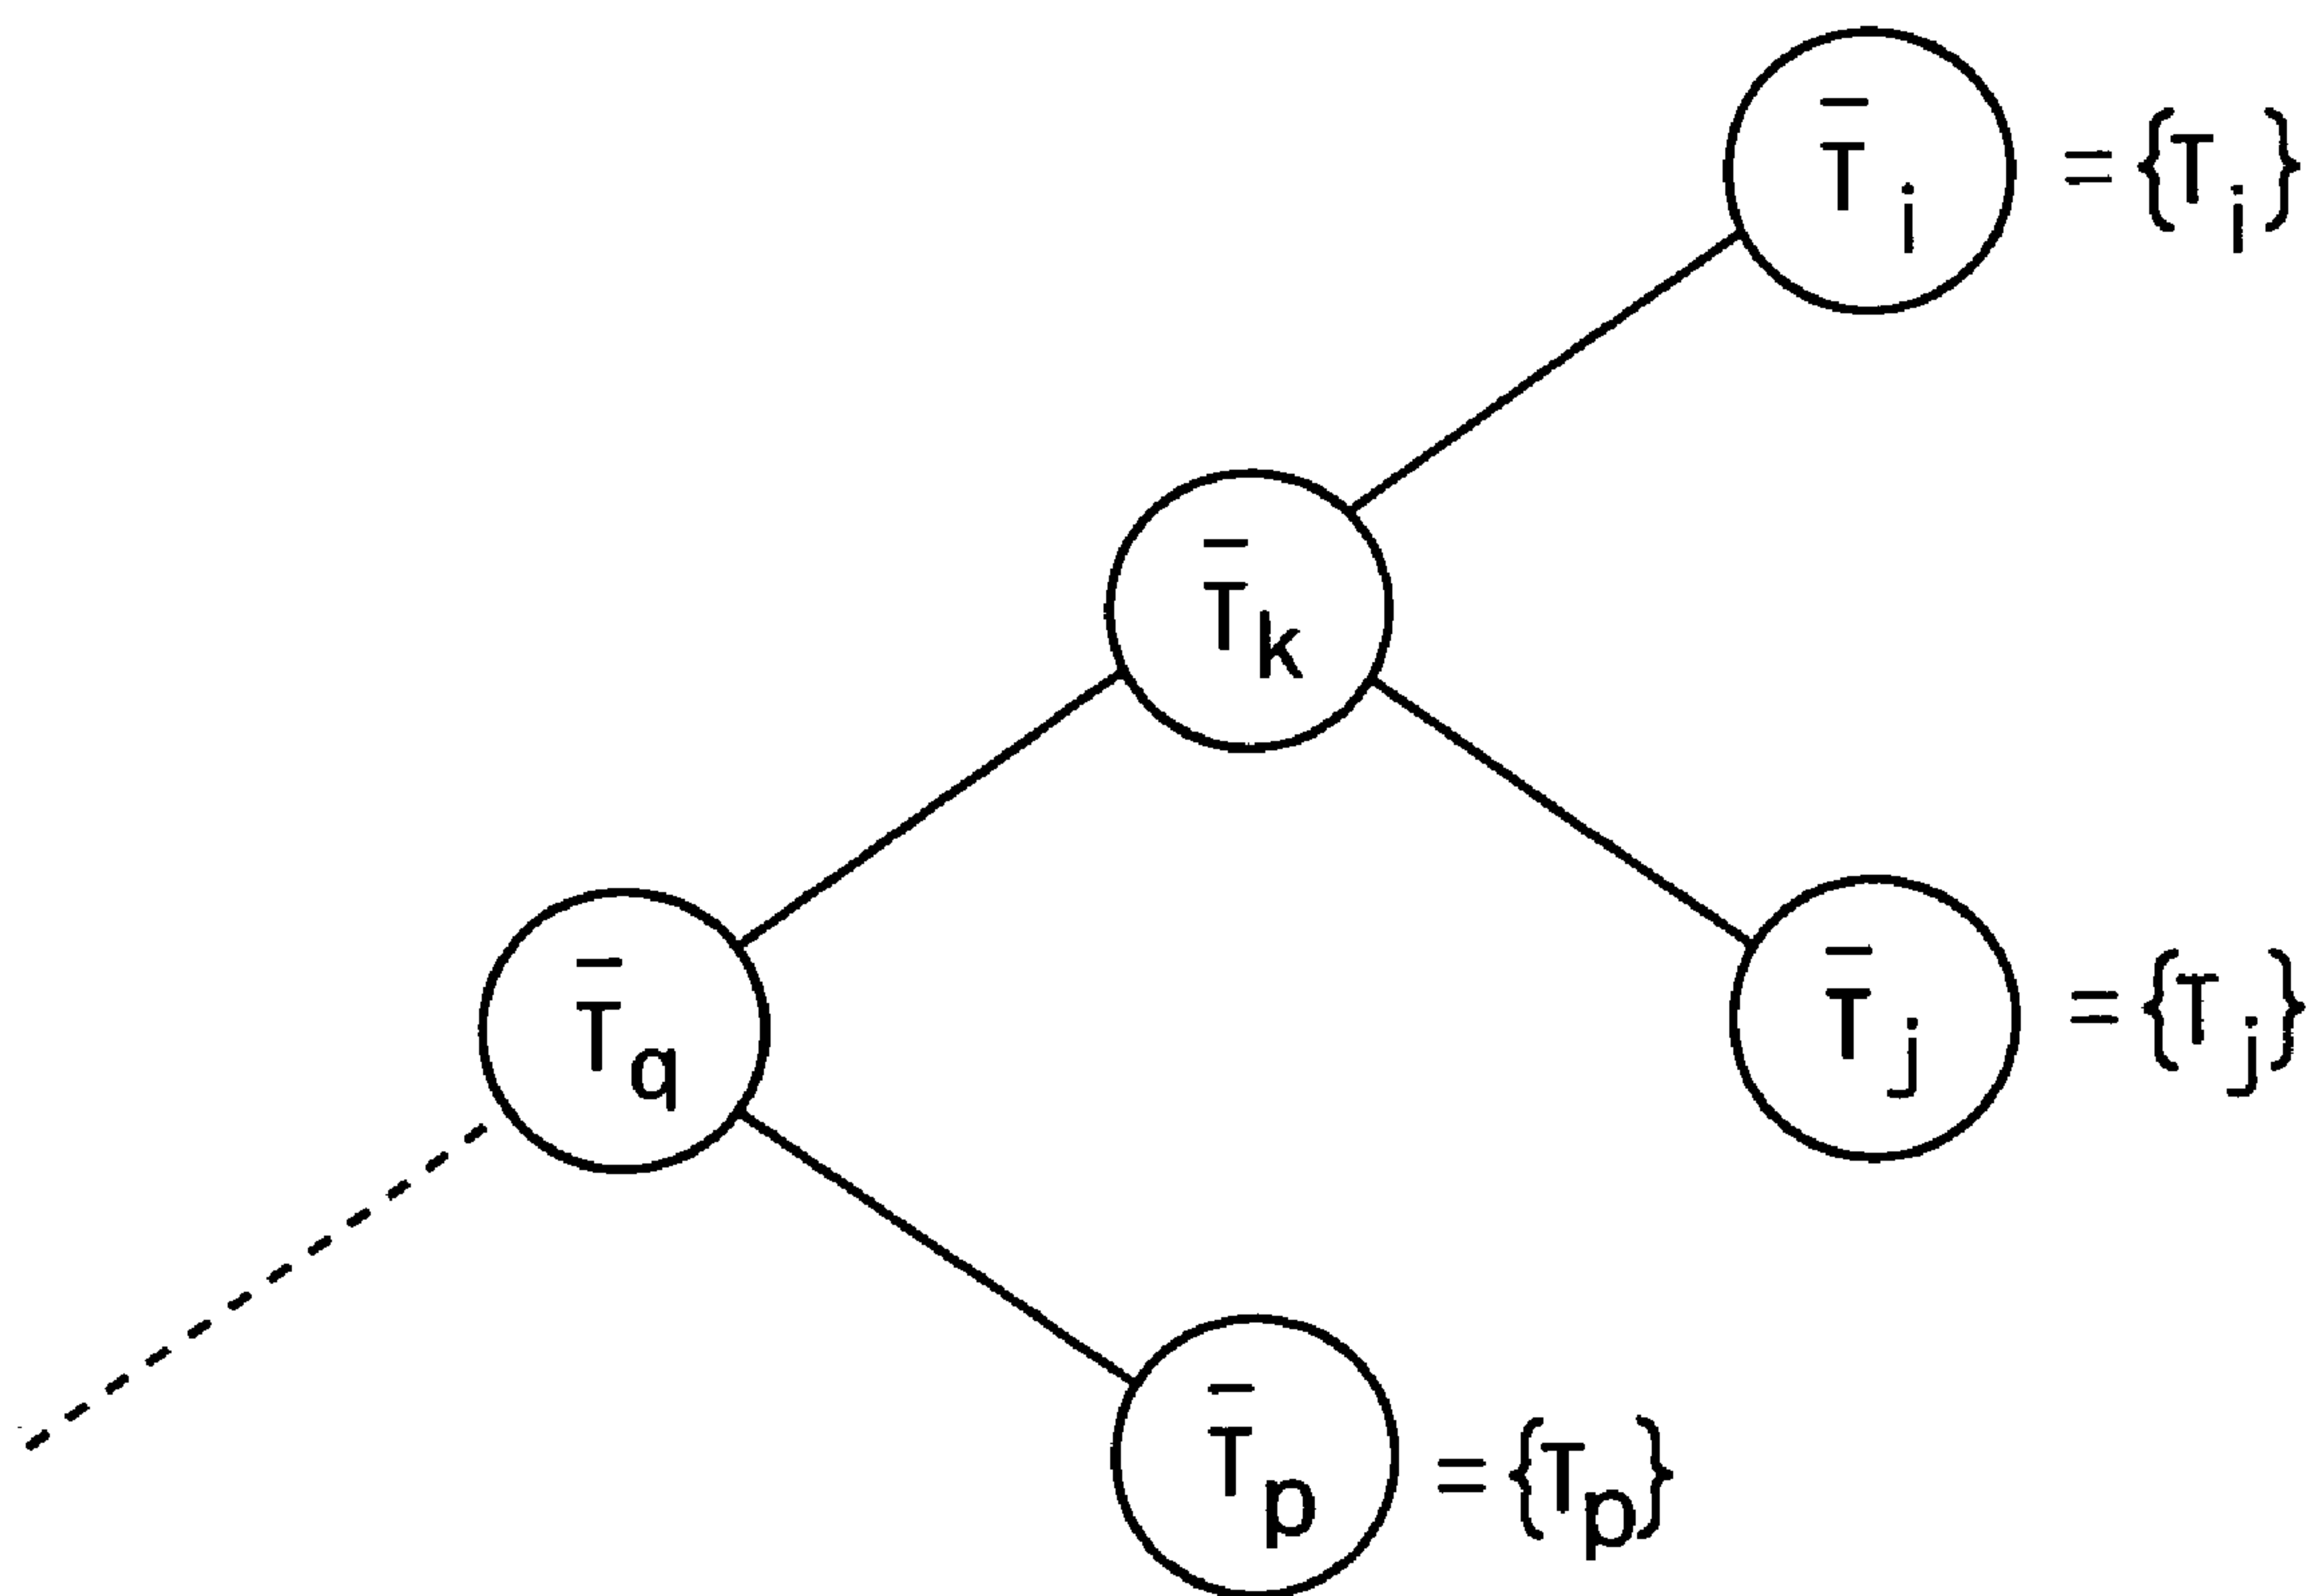 T̄i = {Ti}
T̄k
T̄q
T̄j = {Tj}
T̄p = {Tp}